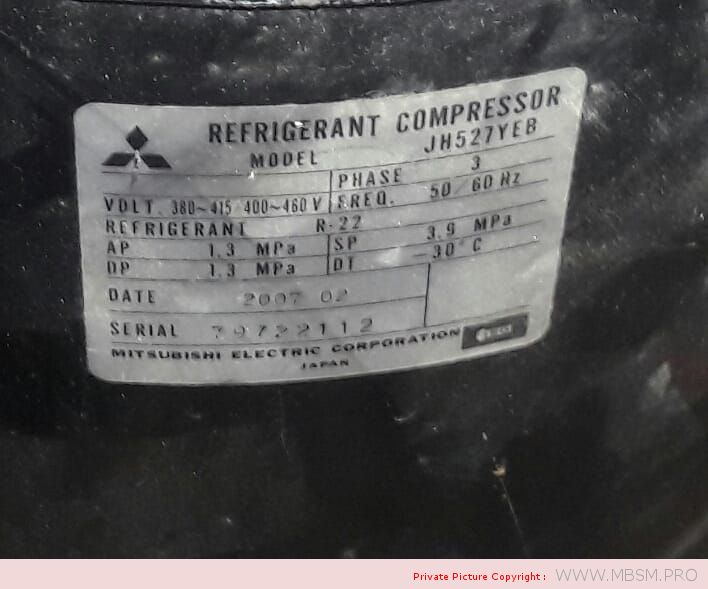 REFRIGERANT COMPRESSOR
MODEL JH527YEB
PHASE 3
VOLT. 380~415/400~460 V FREQ. 50/60 Hz
REFRIGERANT R-22
AP 1.3 MPa SP 3.9 MPa
DP 1.3 MPa DT -30°C
DATE 2007 02
SERIAL 79722112
MITSUBISHI ELECTRIC CORPORATION
JAPAN
Private Picture Copyright : WWW.MBSM.PRO